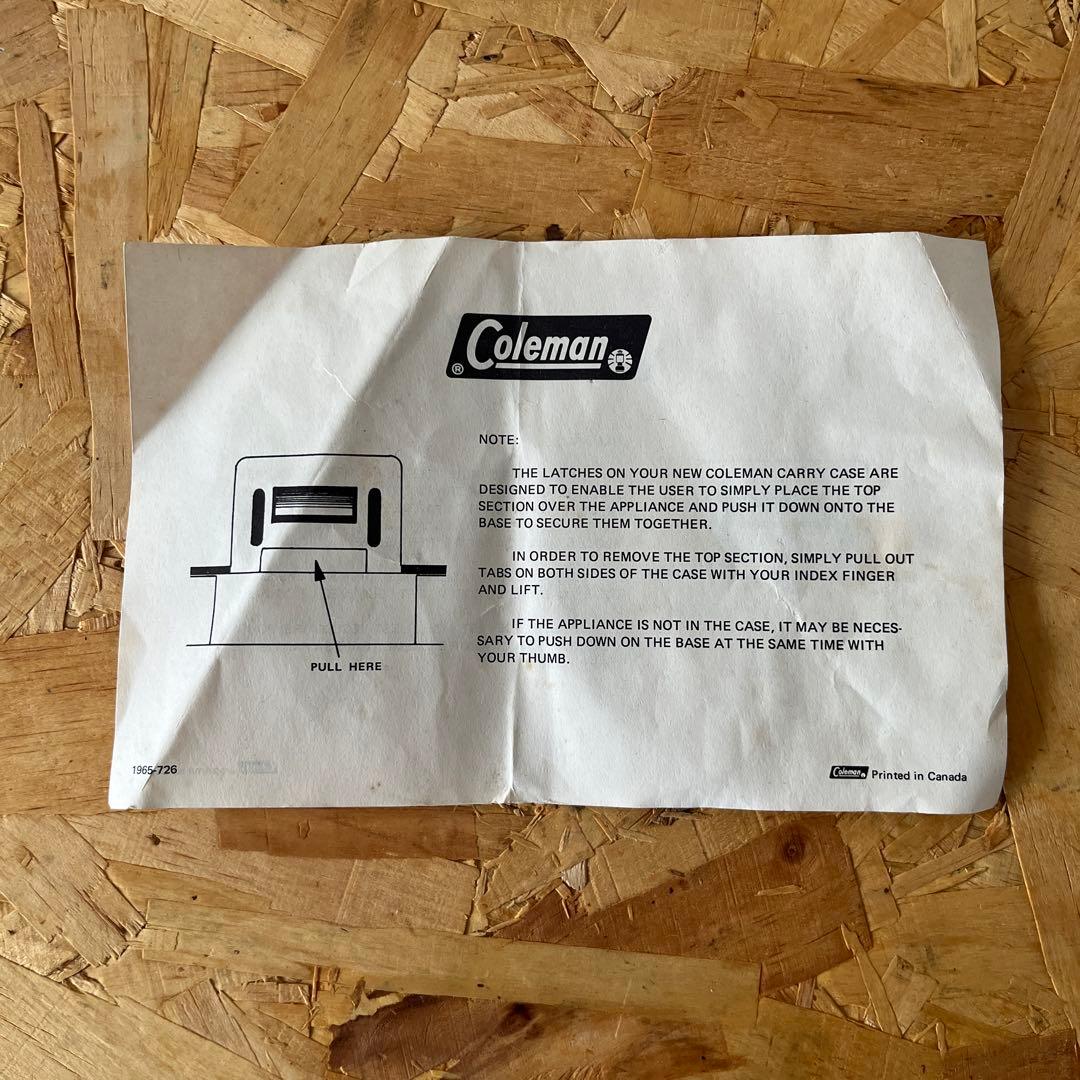 Coleman
®
NOTE:
THE LATCHES ON YOUR NEW COLEMAN CARRY CASE ARE
DESIGNED TO ENABLE THE USER TO SIMPLY PLACE THE TOP
SECTION OVER THE APPLIANCE AND PUSH IT DOWN ONTO THE
BASE TO SECURE THEM TOGETHER.
IN ORDER TO REMOVE THE TOP SECTION, SIMPLY PULL OUT
TABS ON BOTH SIDES OF THE CASE WITH YOUR INDEX FINGER
AND LIFT.
IF THE APPLIANCE IS NOT IN THE CASE, IT MAY BE NECES-
SARY TO PUSH DOWN ON THE BASE AT THE SAME TIME WITH
YOUR THUMB.
PULL HERE
1965-726
Coleman Printed in Canada